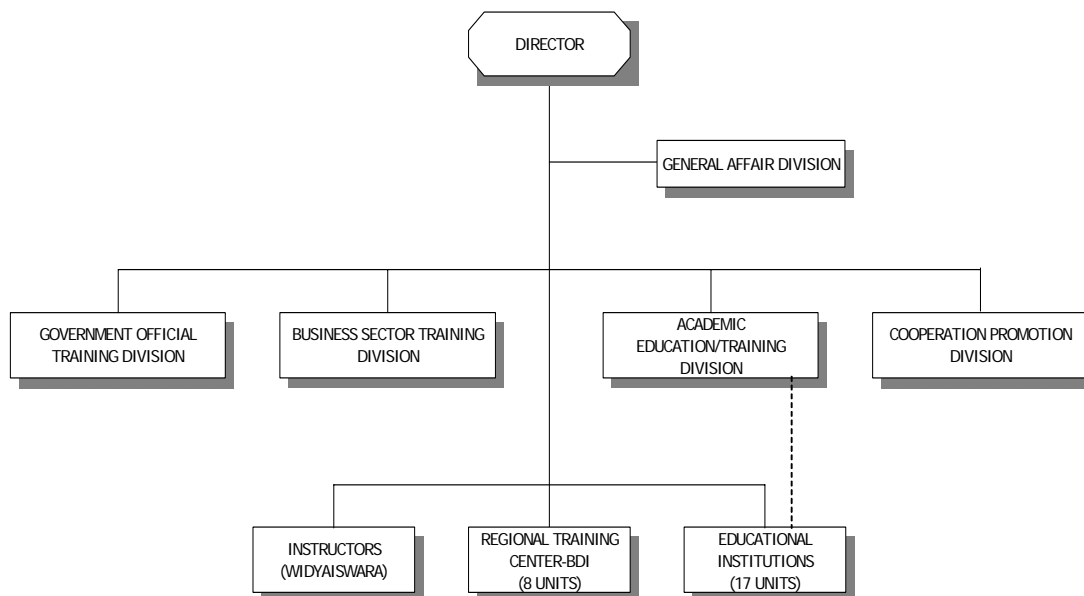 DIRECTOR
GENERAL AFFAIR DIVISION
GOVERNMENT OFFICIAL
TRAINING DIVISION
BUSINESS SECTOR TRAINING
DIVISION
ACADEMIC
EDUCATION/TRAINING
DIVISION
COOPERATION PROMOTION
DIVISION
INSTRUCTORS
(WIDYAISWARA)
REGIONAL TRAINING
CENTER-BDI
(8 UNITS)
EDUCATIONAL
INSTITUTIONS
(17 UNITS)